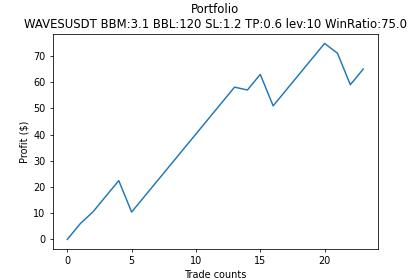 Portfolio
WAVESUSDT BBM:3.1 BBL:120 SL:1.2 TP:0.6 lev:10 WinRatio:75.0
70
60
50
40
30
20
10
0
Profit ($)
0 5 10 15 20
Trade counts